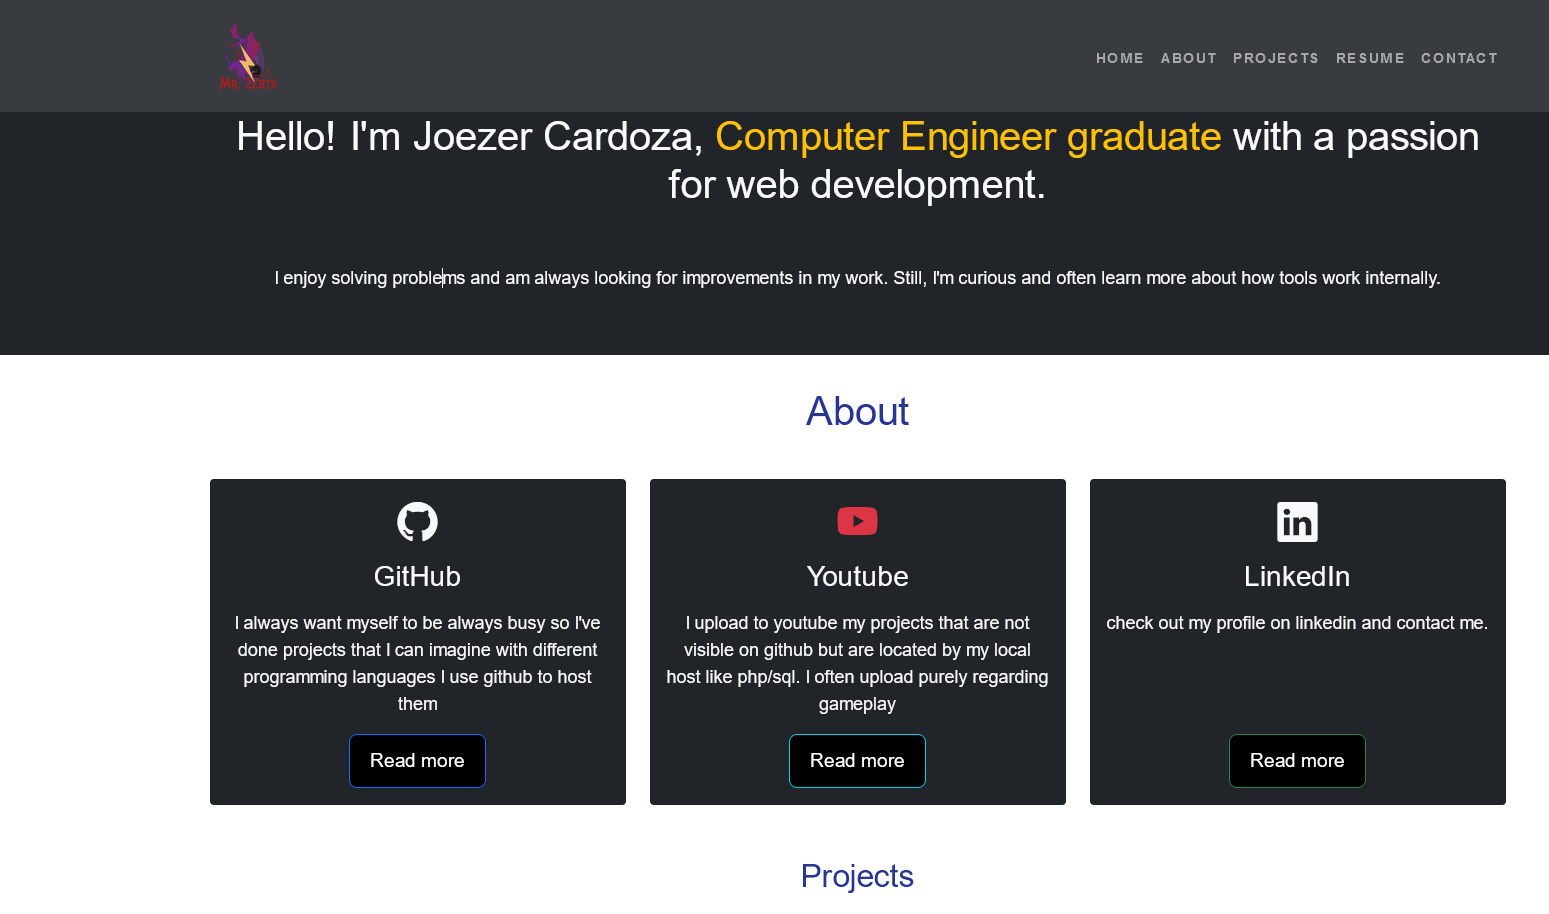 Mr. Zerts
HOME ABOUT PROJECTS RESUME CONTACT
Hello! I'm Joezer Cardoza, Computer Engineer graduate with a passion
for web development.
I enjoy solving problems and am always looking for improvements in my work. Still, I'm curious and often learn more about how tools work internally.
About
GitHub
I always want myself to be always busy so I've
done projects that I can imagine with different
programming languages I use github to host
them
Read more
Youtube
I upload to youtube my projects that are not
visible on github but are located by my local
host like php/sql. I often upload purely regarding
gameplay
Read more
LinkedIn
check out my profile on linkedin and contact me.
Read more
Projects